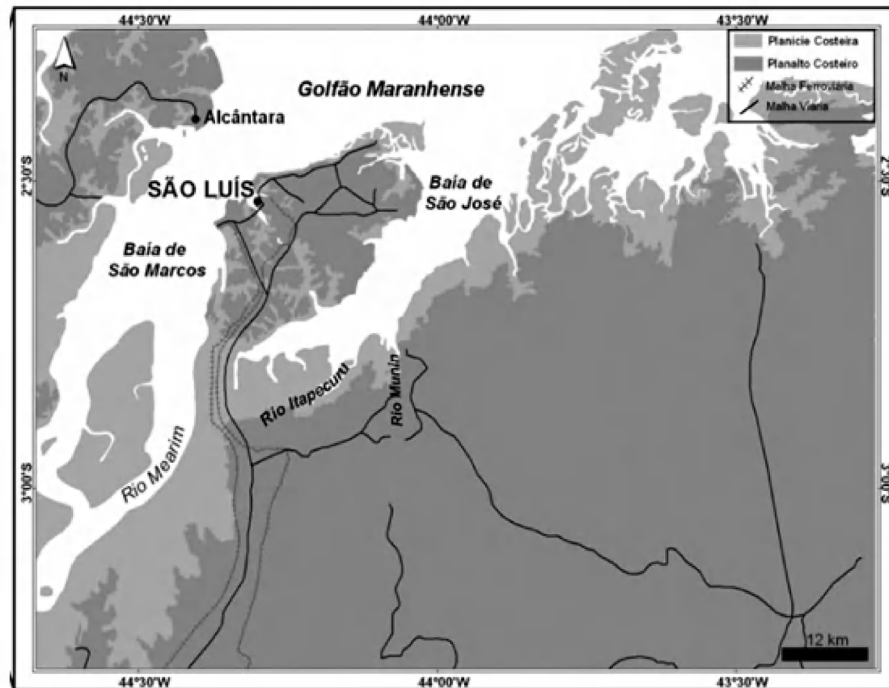 44°30'W
44°00'W
43°30'W
Planície Costeira
Planalto Costeiro
Malha Ferroviária
Malha Viária
N
Golfão Maranhense
Alcântara
2°30'S
2°30'S
SÃO LUÍS
Baía de
São José
Baía de
São Marcos
Rio Itapecuru
Rio Munin
Rio Mearim
3°00'S
3°00'S
12 km
44°30'W
44°00'W
43°30'W